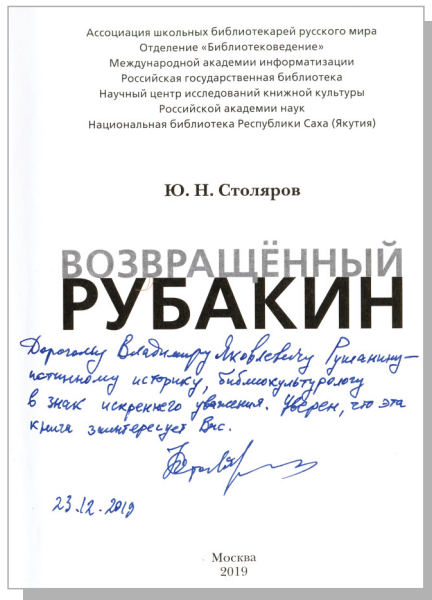 Ассоциация школьных библиотекарей русского мира
Отделение «Библиотековедение»
Международной академии информатизации
Российская государственная библиотека
Научный центр исследований книжной культуры
Российской академии наук
Национальная библиотека Республики Саха (Якутия)
Ю. Н. Столяров
ВОЗВРАЩЁННЫЙ
РУБАКИН
Дорогому Владимиру Яковлевичу Рушанину—
истинному историку, библиокультурологу
в знак искреннего уважения. Уверен, что эта
книга заинтересует Вас.
ЮСтоляров
23.12.2019
Москва
2019